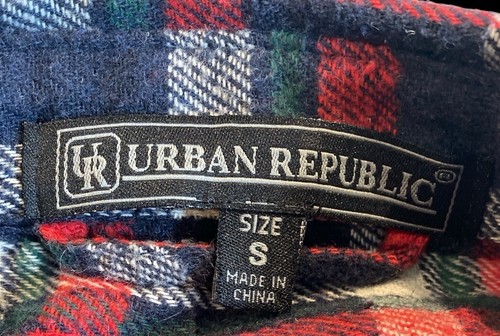 UR
URBAN REPUBLIC
SIZE
S
MADE IN
CHINA